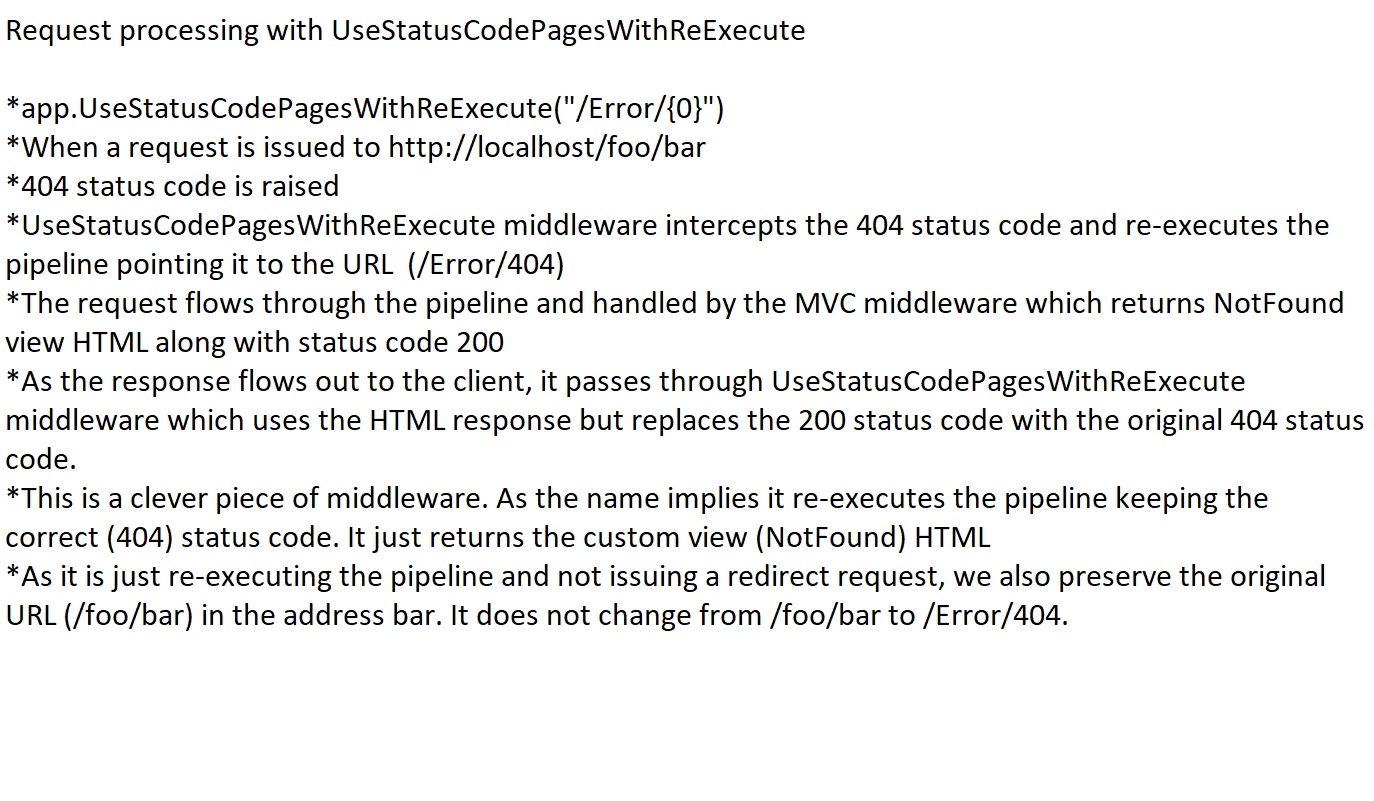 Request processing with UseStatusCodePagesWithReExecute
*app.UseStatusCodePagesWithReExecute("/Error/{0}")
*When a request is issued to http://localhost/foo/bar
*404 status code is raised
*UseStatusCodePagesWithReExecute middleware intercepts the 404 status code and re-executes the
pipeline pointing it to the URL  (/Error/404)
*The request flows through the pipeline and handled by the MVC middleware which returns NotFound
view HTML along with status code 200
*As the response flows out to the client, it passes through UseStatusCodePagesWithReExecute
middleware which uses the HTML response but replaces the 200 status code with the original 404 status
code.
*This is a clever piece of middleware. As the name implies it re-executes the pipeline keeping the
correct (404) status code. It just returns the custom view (NotFound) HTML
*As it is just re-executing the pipeline and not issuing a redirect request, we also preserve the original
URL (/foo/bar) in the address bar. It does not change from /foo/bar to /Error/404.